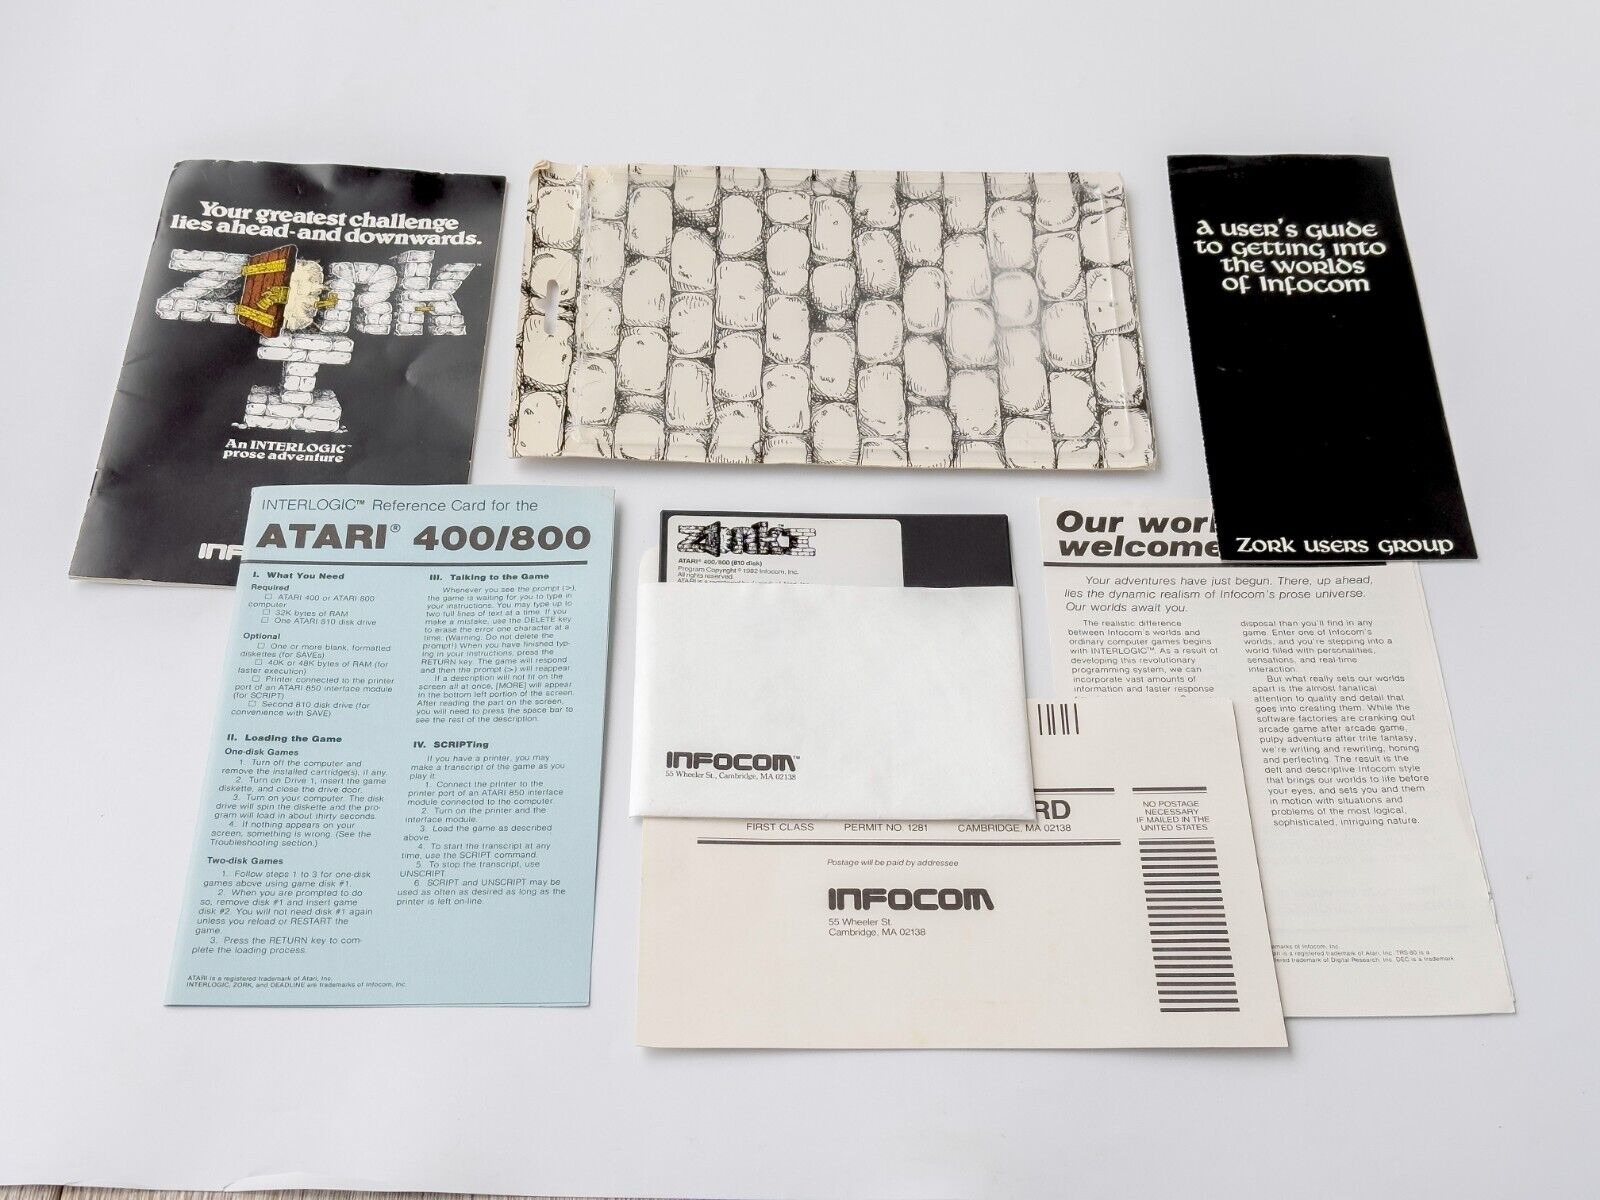 Your greatest challenge
lies ahead-and downwards.
ZORK™
I
An INTERLOGIC™
prose adventure
INF
A user's guide
to getting into
the worlds
of Infocom
Zork users group
INTERLOGIC™ Reference Card for the
ATARI® 400/800
I. What You Need
Required
☐ ATARI 400 or ATARI 800
computer
☐ 32K bytes of RAM
☐ One ATARI 810 disk drive
Optional
☐ One or more blank, formatted
diskettes (for SAVEs)
☐ 40K or 48K bytes of RAM (for
faster execution)
☐ Printer connected to the printer
port of an ATARI 850 interface module
(for SCRIPT)
☐ Second 810 disk drive (for
convenience with SAVE)
II. Loading the Game
One-disk Games
1. Turn off the computer and
remove the installed cartridge(s), if any.
2. Turn on Drive 1, insert the game
diskette, and close the drive door.
3. Turn on your computer. The disk
drive will spin the diskette and the pro-
gram will load in about thirty seconds.
4. If nothing appears on your
screen, something is wrong. (See the
Troubleshooting section.)
Two-disk Games
1. Follow steps 1 to 3 for one-disk
games above using game disk #1.
2. When you are prompted to do
so, remove disk #1 and insert game
disk #2. You will not need disk #1 again
unless you reload or RESTART the
game.
3. Press the RETURN key to com-
plete the loading process.
III. Talking to the Game
Whenever you see the prompt (>),
the game is waiting for you to type in
your instructions. You may type up to
two full lines of text at a time. If you
make a mistake, use the DELETE key
to erase the error one character at a
time. (Warning: Do not delete the
prompt!) When you have finished typ-
ing in your instructions, press the
RETURN key. The game will respond
and then the prompt (>) will reappear.
If a description will not fit on the
screen all at once, [MORE] will appear
in the bottom left portion of the screen.
After reading the part on the screen,
you will need to press the space bar to
see the rest of the description.
IV. SCRIPTing
If you have a printer, you may
make a transcript of the game as you
play it.
1. Connect the printer to the
printer port of an ATARI 850 interface
module connected to the computer.
2. Turn on the printer and the
interface module.
3. Load the game as described
above.
4. To start the transcript at any
time, use the SCRIPT command.
5. To stop the transcript, use
UNSCRIPT.
6. SCRIPT and UNSCRIPT may be
used as often as desired as long as the
printer is left on-line.
ATARI is a registered trademark of Atari, Inc.
INTERLOGIC, ZORK, and DEADLINE are trademarks of Infocom, Inc.
ZORK I
ATARI® 400/800 (810 disk)
Program Copyright © 1982 Infocom, Inc.
All rights reserved.
INFOCOM™
55 Wheeler St., Cambridge, MA 02138
RD
FIRST CLASS PERMIT NO. 1281 CAMBRIDGE, MA 02138
Postage will be paid by addressee
INFOCOM
55 Wheeler St.
Cambridge, MA 02138
NO POSTAGE
NECESSARY
IF MAILED IN THE
UNITED STATES
Our worl
welcome
Your adventures have just begun. There, up ahead,
lies the dynamic realism of Infocom's prose universe.
Our worlds await you.
The realistic difference
between Infocom's worlds and
ordinary computer games begins
with INTERLOGIC™. As a result of
developing this revolutionary
programming system, we can
incorporate vast amounts of
information and faster response
disposal than you'll find in any
game. Enter one of Infocom's
worlds, and you're stepping into a
world filled with personalities,
sensations, and real-time
interaction.
But what really sets our worlds
apart is the almost fanatical
attention to quality and detail that
goes into creating them. While the
software factories are cranking out
arcade game after arcade game,
pulpy adventure after trite fantasy,
we're writing and rewriting, honing
and perfecting. The result is the
deft and descriptive Infocom style
that brings our worlds to life before
your eyes, and sets you and them
in motion with situations and
problems of the most logical,
sophisticated, intriguing nature.
marks of Infocom, Inc.
is a registered trademark of Atari, Inc. TRS-80 is a
ered trademark of Digital Research, Inc. DEC is a trademark